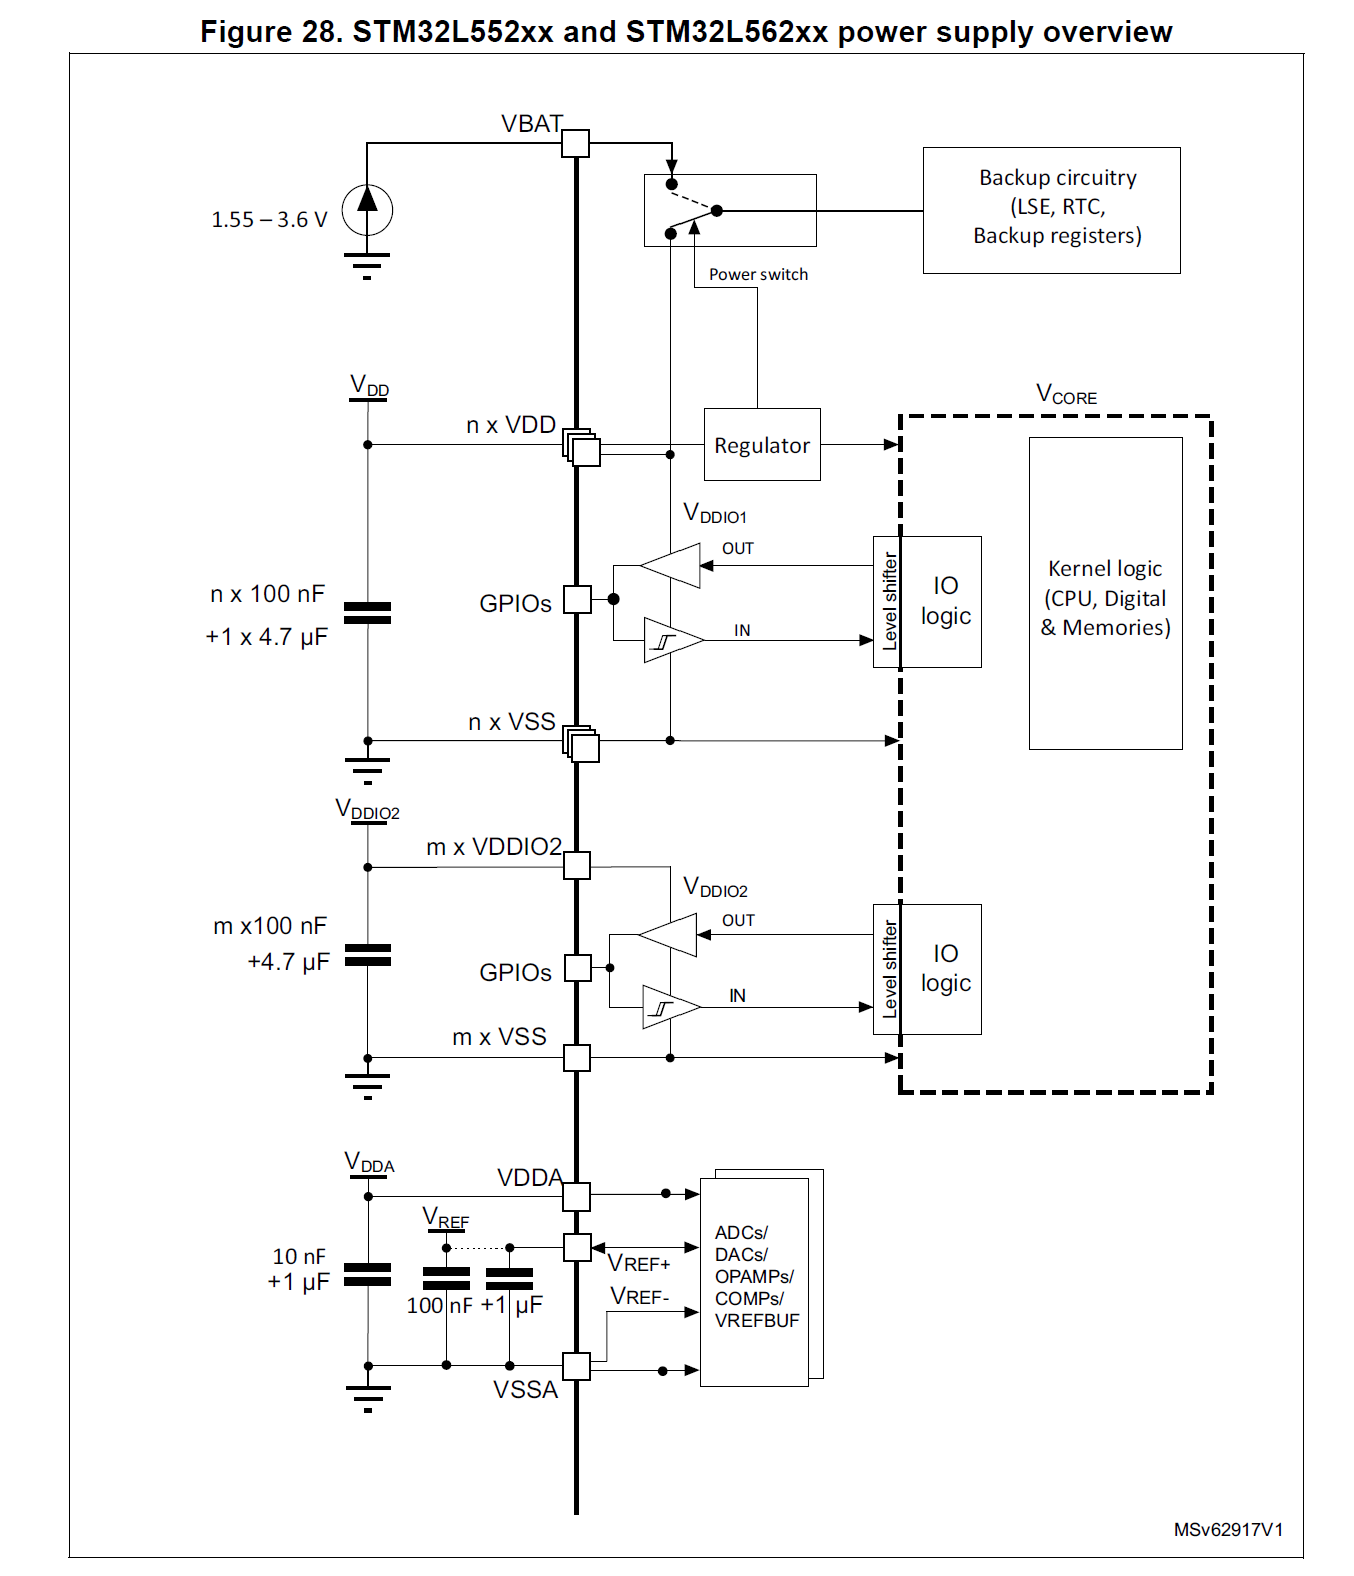 Figure 28. STM32L552xx and STM32L562xx power supply overview
VBAT
1.55 – 3.6 V
Backup circuitry
(LSE, RTC,
Backup registers)
Power switch
VDD
n x VDD
Regulator
VCORE
VDDIO1
OUT
n x 100 nF
+1 x 4.7 µF
GPIOs
IN
Level shifter
IO
logic
Kernel logic
(CPU, Digital
& Memories)
n x VSS
VDDIO2
m x VDDIO2
VDDIO2
OUT
m x100 nF
+4.7 µF
GPIOs
IN
Level shifter
IO
logic
m x VSS
VDDA
VDDA
VREF
10 nF
+1 µF
100 nF
+1 µF
VREF+
VREF-
ADCs/
DACs/
OPAMPs/
COMPs/
VREFBUF
VSSA
MSv62917V1